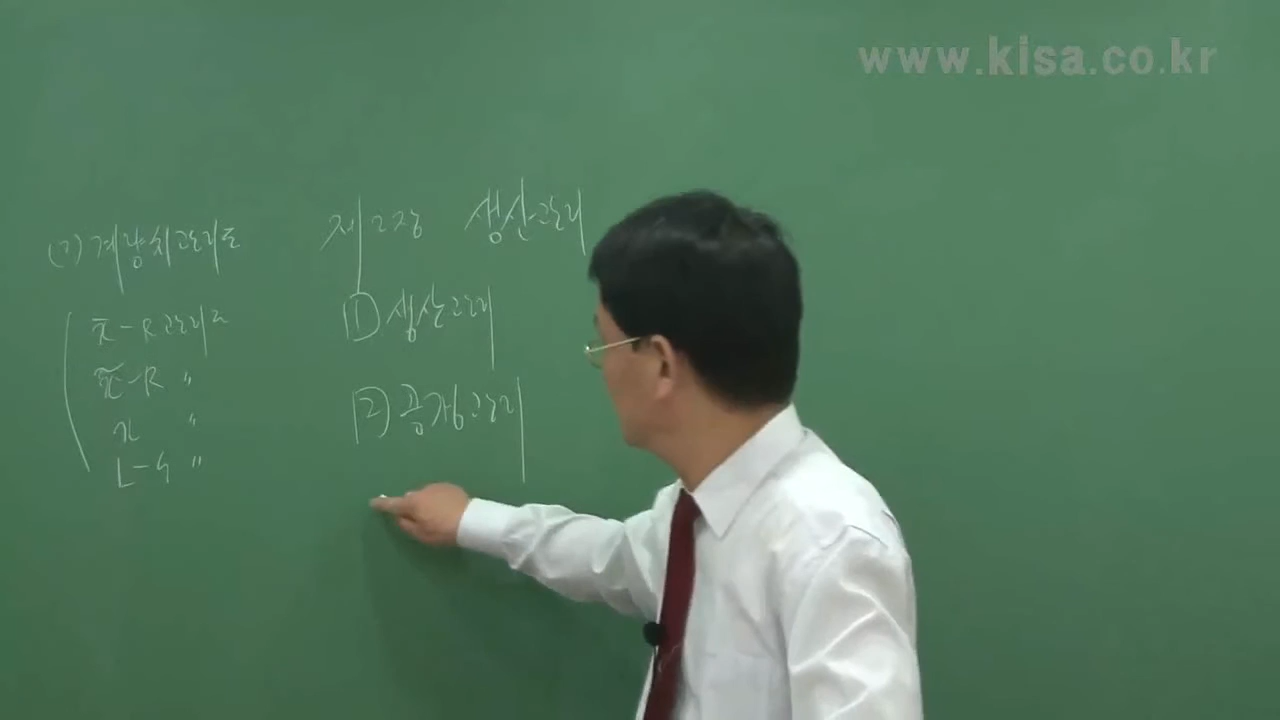 www.kisa.co.kr
(7) 계량치관리도
x̄-R관리도
x̃-R 〃
x 〃
L-S 〃
제2장 생산관리
① 생산관리
② 공정관리